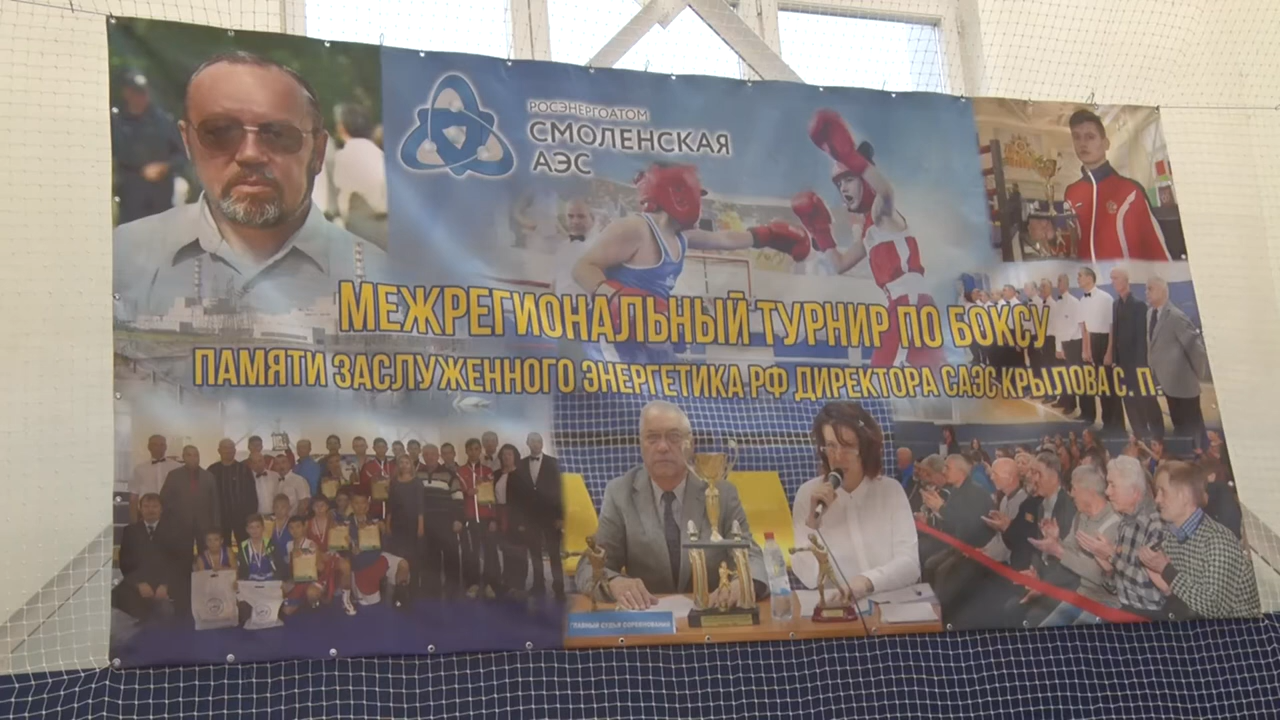 РОСЭНЕРГОАТОМ
СМОЛЕНСКАЯ
АЭС
МЕЖРЕГИОНАЛЬНЫЙ ТУРНИР ПО БОКСУ
ПАМЯТИ ЗАСЛУЖЕННОГО ЭНЕРГЕТИКА РФ ДИРЕКТОРА САЭС КРЫЛОВА С. П.
ГЛАВНЫЙ СУДЬЯ СОРЕВНОВАНИЙ